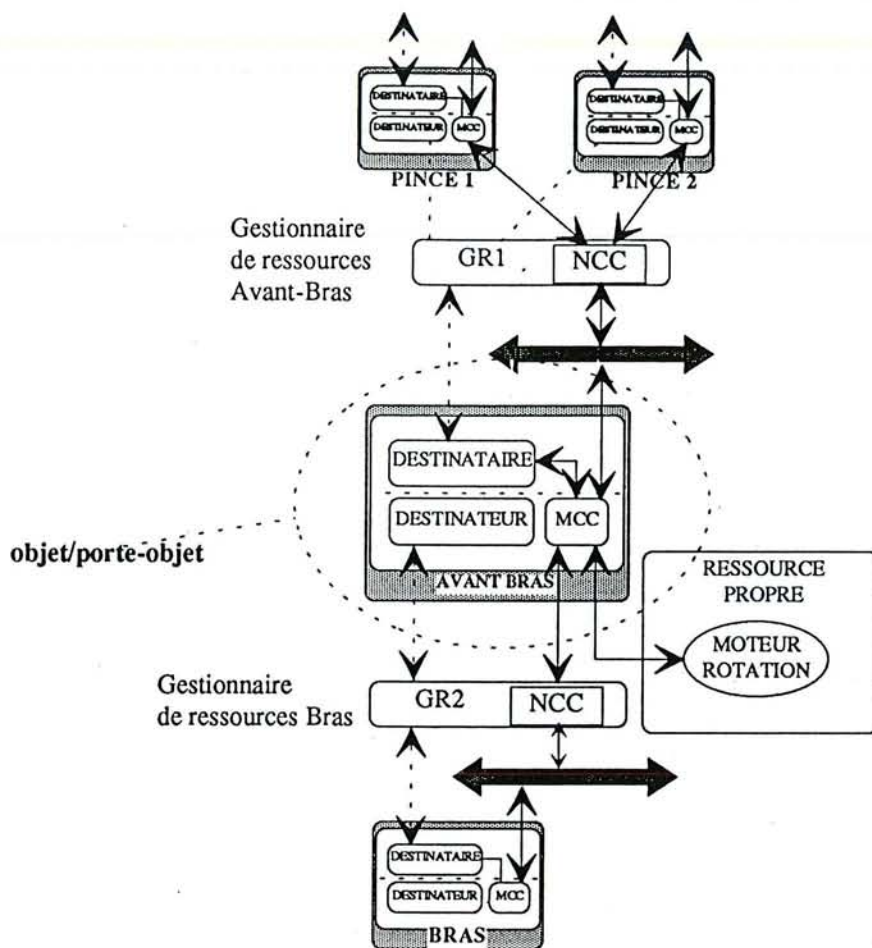 DESTINATAIRE
DESTINATEUR MCC
PINCE 1
DESTINATAIRE
DESTINATEUR MCC
PINCE 2
Gestionnaire
de ressources
Avant-Bras
GR1 NCC
DESTINATAIRE
DESTINATEUR MCC
AVANT BRAS
objet/porte-objet
RESSOURCE
PROPRE
MOTEUR
ROTATION
Gestionnaire
de ressources Bras
GR2 NCC
DESTINATAIRE
DESTINATEUR MCC
BRAS